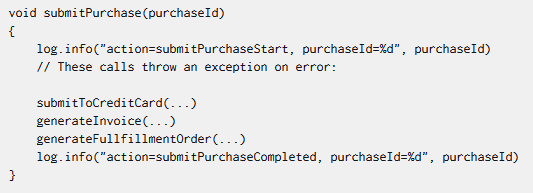 void submitPurchase(purchaseId)
{
    log.info("action=submitPurchaseStart, purchaseId=%d", purchaseId)
    // These calls throw an exception on error:

    submitToCreditCard(...)
    generateInvoice(...)
    generateFullfillmentOrder(...)
    log.info("action=submitPurchaseCompleted, purchaseId=%d", purchaseId)
}